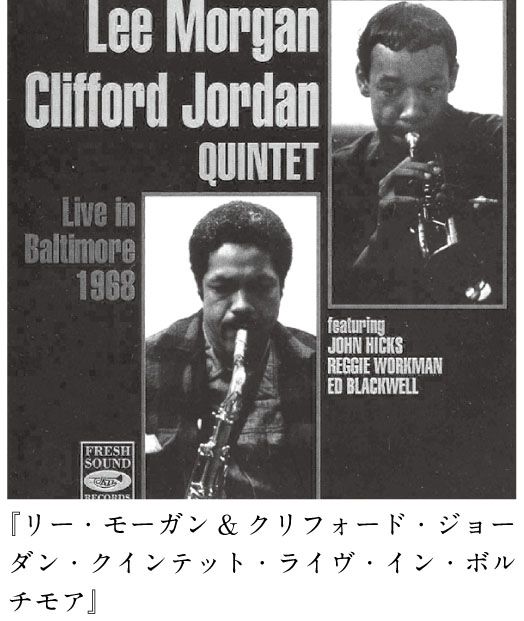 Lee Morgan
Clifford Jordan
QUINTET
Live in
Baltimore
1968
featuring
JOHN HICKS
REGGIE WORKMAN
ED BLACKWELL
FRESH
SOUND
Jazz
RECORDS
『リー・モーガン&クリフォード・ジョー
ダン・クインテット・ライヴ・イン・ボル
チモア』